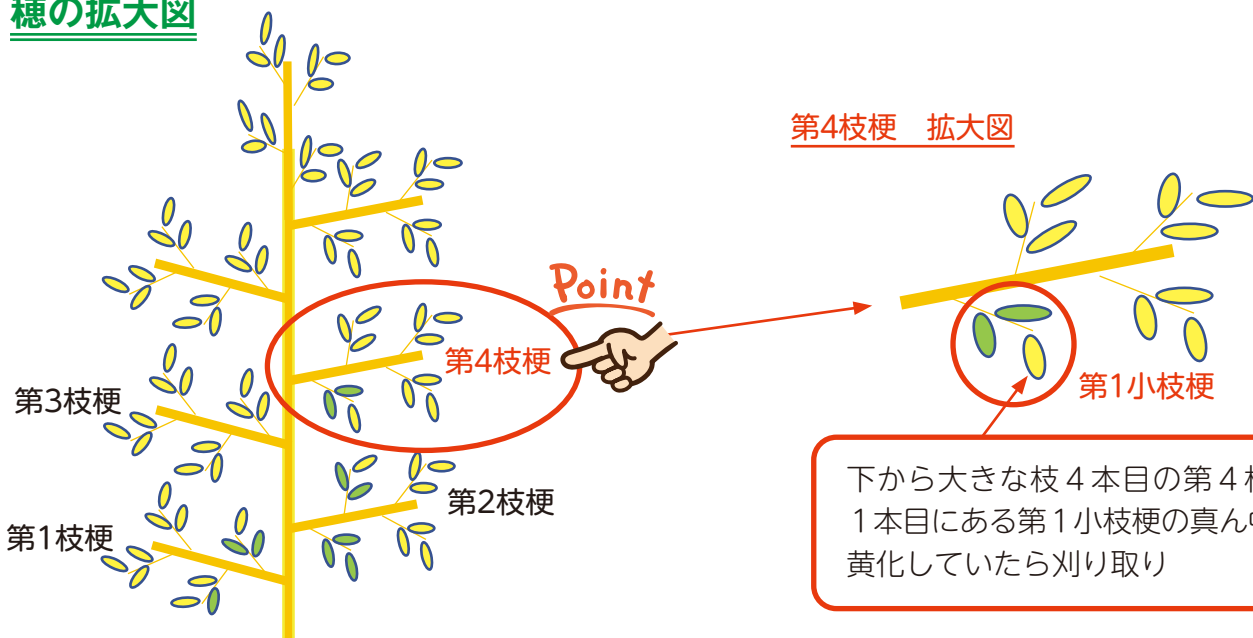 穂の拡大図
第4枝梗　拡大図
Point
第4枝梗
第1小枝梗
第3枝梗
第2枝梗
第1枝梗
下から大きな枝４本目の第４
１本目にある第１小枝梗の真ん
黄化していたら刈り取り